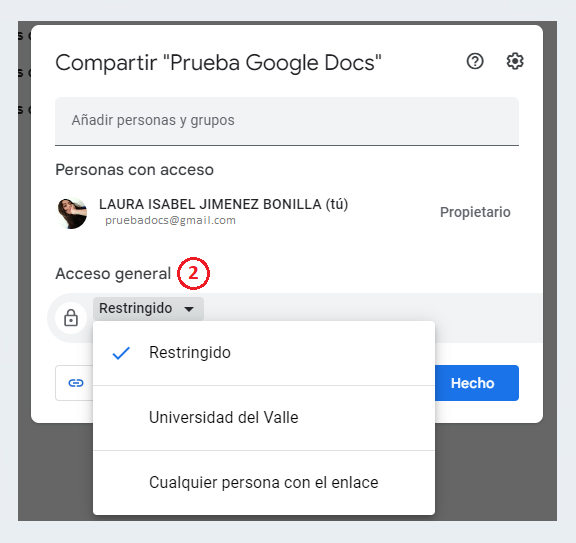 Compartir "Prueba Google Docs"
Añadir personas y grupos
Personas con acceso
LAURA ISABEL JIMENEZ BONILLA (tú)
pruebadocs@gmail.com
Propietario
Acceso general 2
Restringido
Restringido
Universidad del Valle
Cualquier persona con el enlace
Hecho